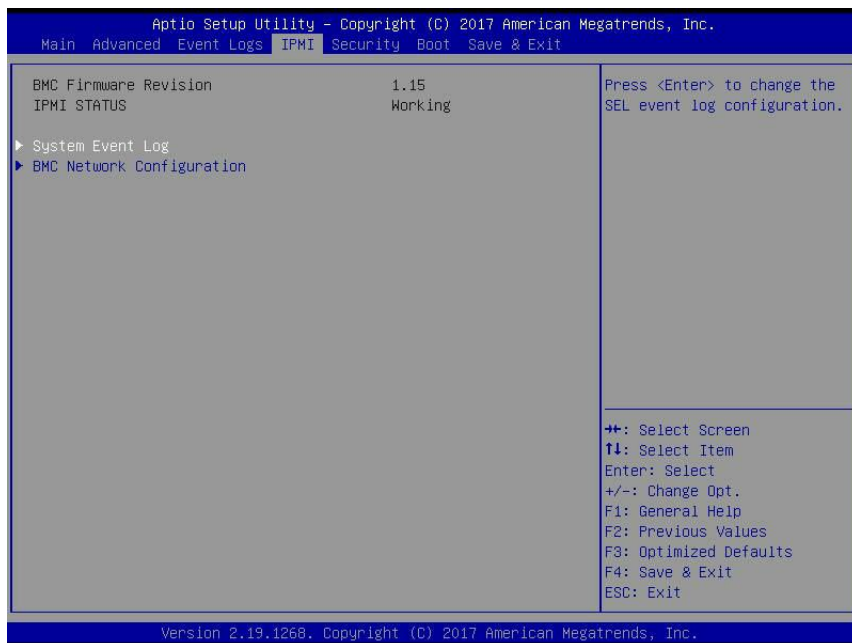 Aptio Setup Utility – Copyright (C) 2017 American Megatrends, Inc.
Main Advanced Event Logs IPMI Security Boot Save & Exit
BMC Firmware Revision 1.15
IPMI STATUS Working
▶ System Event Log
▶ BMC Network Configuration
Press <Enter> to change the
SEL event log configuration.
→←: Select Screen
↑↓: Select Item
Enter: Select
+/-: Change Opt.
F1: General Help
F2: Previous Values
F3: Optimized Defaults
F4: Save & Exit
ESC: Exit
Version 2.19.1268. Copyright (C) 2017 American Megatrends, Inc.